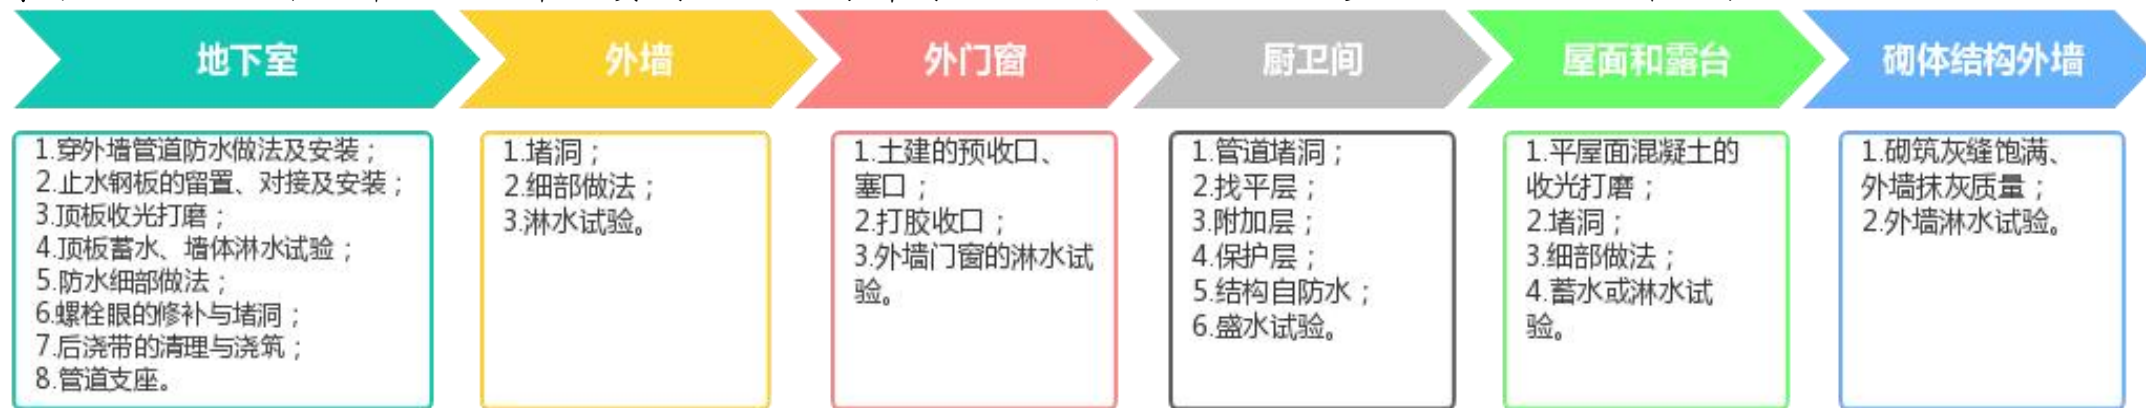 地下室
外墙
外门窗
厨卫间
屋面和露台
砌体结构外墙
1.穿外墙管道防水做法及安装；
2.止水钢板的留置、对接及安装；
3.顶板收光打磨；
4.顶板蓄水、墙体淋水试验；
5.防水细部做法；
6.螺栓眼的修补与堵洞；
7.后浇带的清理与浇筑；
8.管道支座。
1.堵洞；
2.细部做法；
3.淋水试验。
1.土建的预收口、
塞口；
2.打胶收口；
3.外墙门窗的淋水试
验。
1.管道堵洞；
2.找平层；
3.附加层；
4.保护层；
5.结构自防水；
6.盛水试验。
1.平屋面混凝土的
收光打磨；
2.堵洞；
3.细部做法；
4.蓄水或淋水试
验。
1.砌筑灰缝饱满、
外墙抹灰质量；
2.外墙淋水试验。